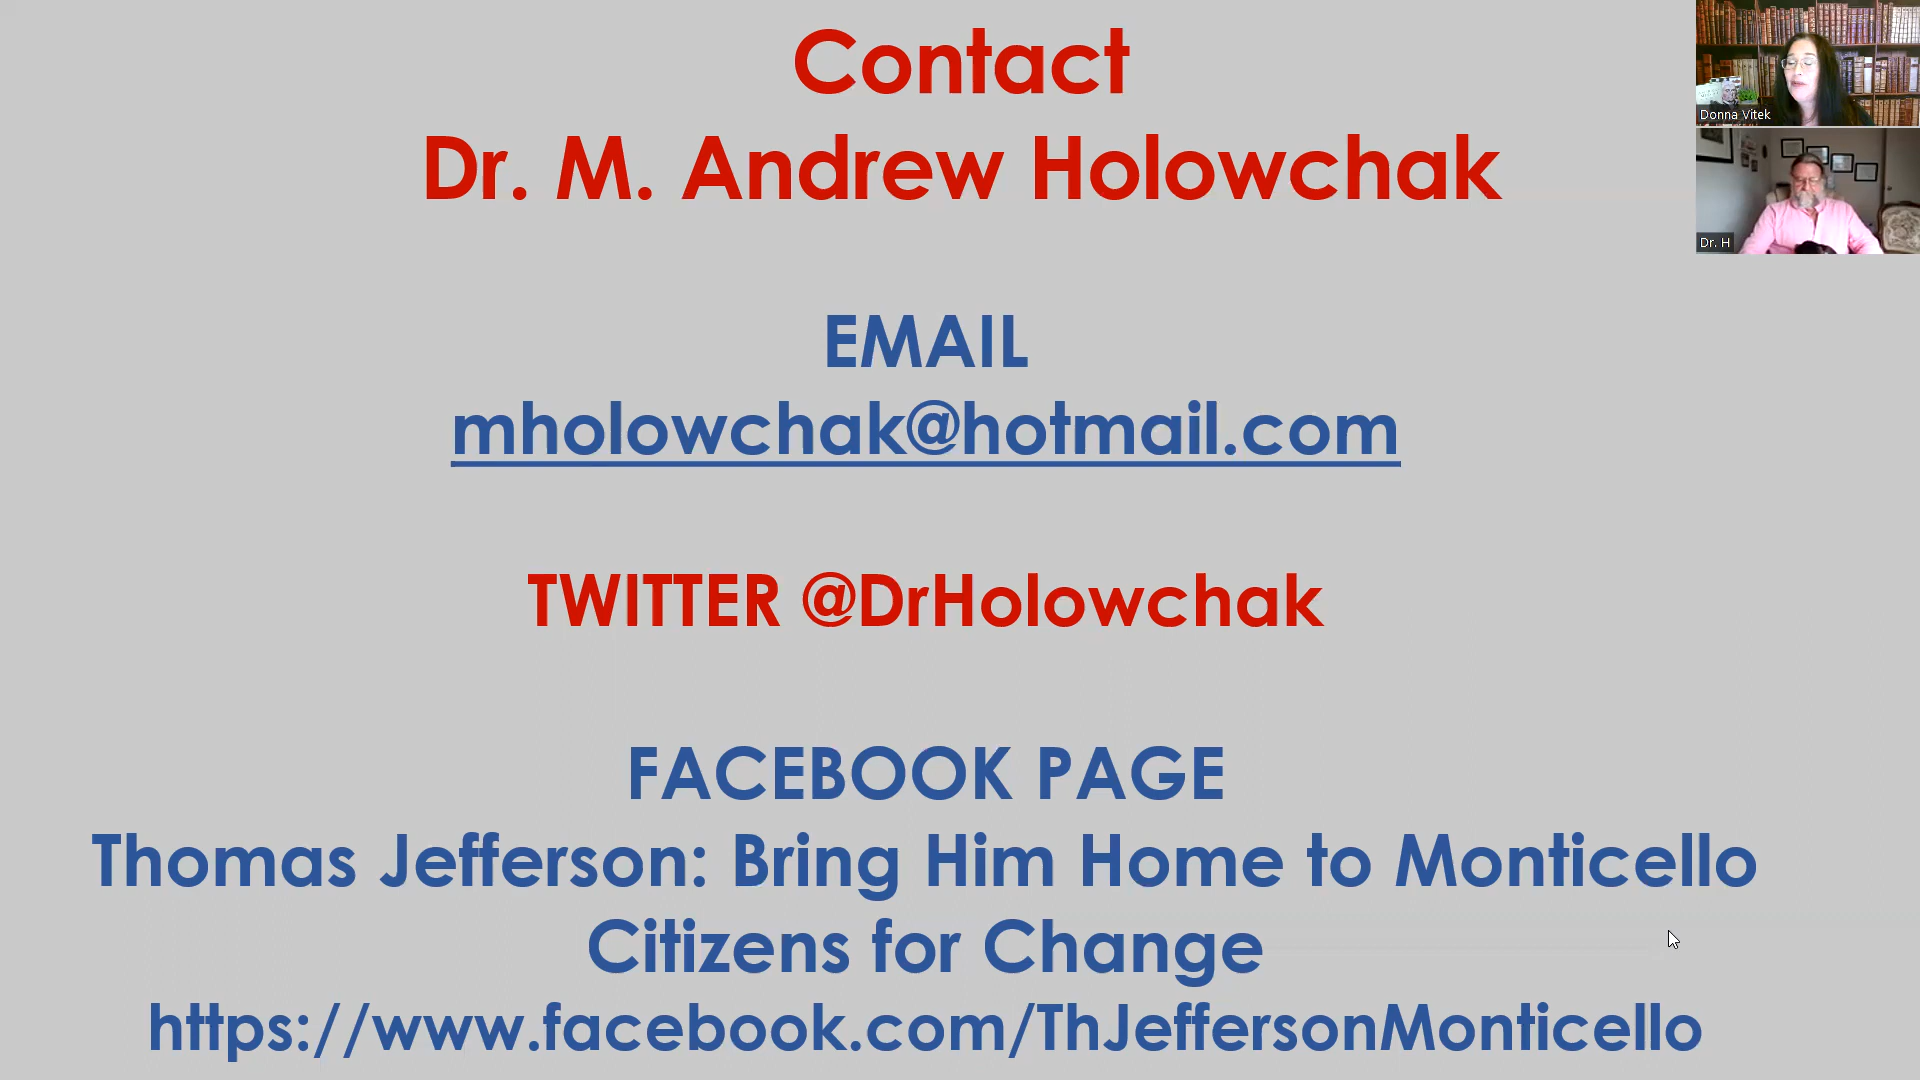 Contact
Dr. M. Andrew Holowchak
EMAIL
mholowchak@hotmail.com
TWITTER @DrHolowchak
FACEBOOK PAGE
Thomas Jefferson: Bring Him Home to Monticello
Citizens for Change
https://www.facebook.com/ThJeffersonMonticello
Donna Vitek
Dr. H